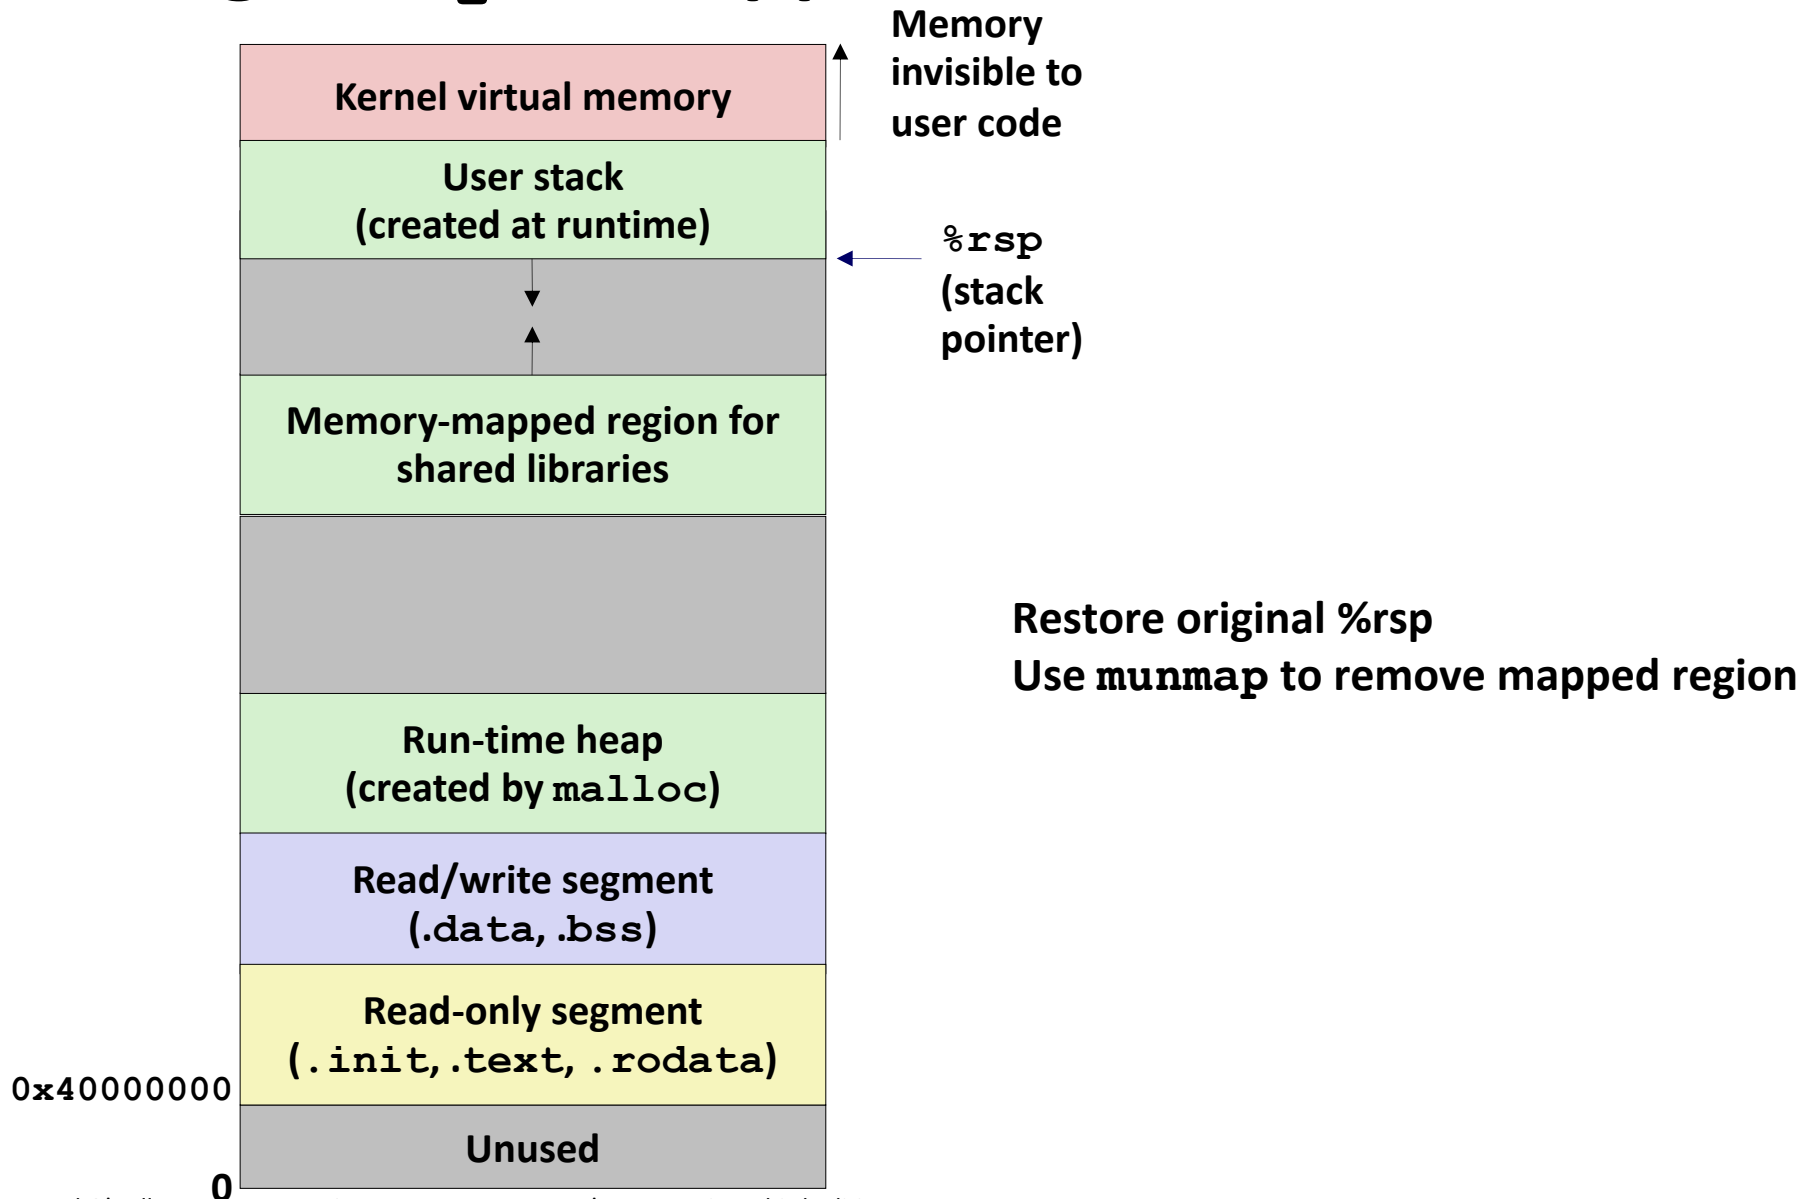 Memory
invisible to
user code
Kernel virtual memory
User stack
(created at runtime)
%rsp
(stack
pointer)
Memory-mapped region for
shared libraries
Restore original %rsp
Use munmap to remove mapped region
Run-time heap
(created by malloc)
Read/write segment
(.data, .bss)
Read-only segment
(.init, .text, .rodata)
0x40000000
Unused
0